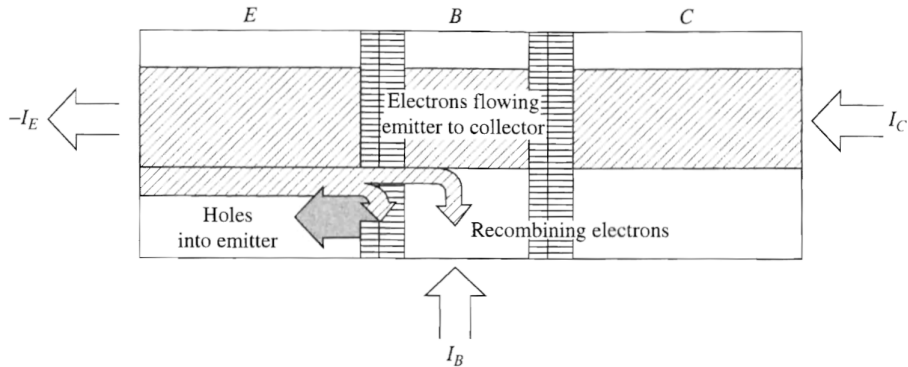 E
B
C
Electrons flowing
emitter to collector
–I_E
I_C
Holes
into emitter
Recombining electrons
I_B